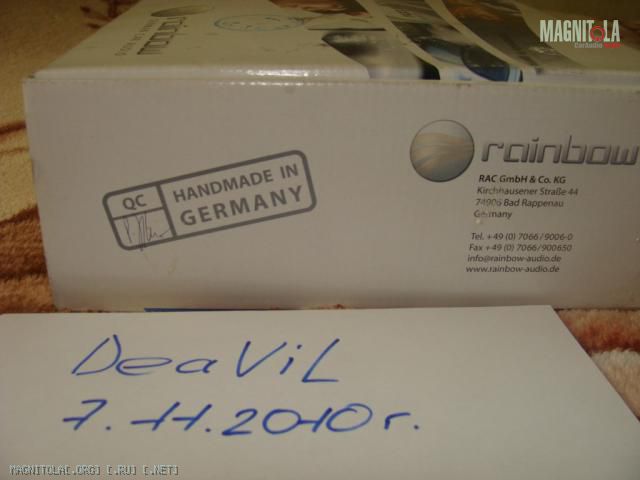 MAGNITOLA
CarAudio
rainbow
rainbow
RAC GmbH & Co. KG
Kirchhausener Straße 44
74906 Bad Rappenau
Germany
Tel. +49 (0) 7066/9006-0
Fax +49 (0) 7066/900650
info@rainbow-audio.de
www.rainbow-audio.de
QC
HANDMADE IN
GERMANY
DeaViL
7.11.2010г.
MAGNITOLA[.ORG] [.RU] [.NET]